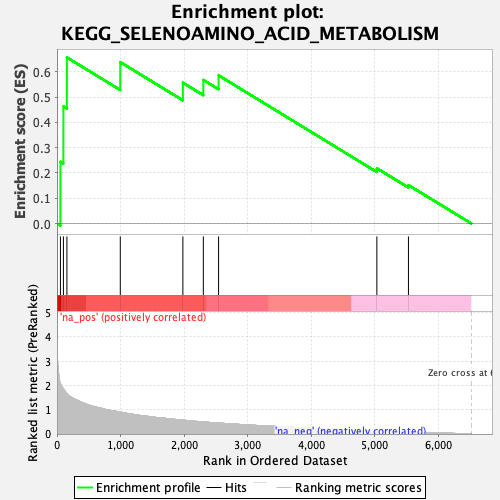 Enrichment plot:
KEGG_SELENOAMINO_ACID_METABOLISM
Enrichment score (ES)
0.6
0.5
0.4
0.3
0.2
0.1
0.0
'na_pos' (positively correlated)
Ranked list metric (PreRanked)
5
4
3
2
1
0
Zero cross at 6
'na_neg' (negatively correlated)
0
1,000
2,000
3,000
4,000
5,000
6,000
Rank in Ordered Dataset
Enrichment profile
Hits
Ranking metric scores